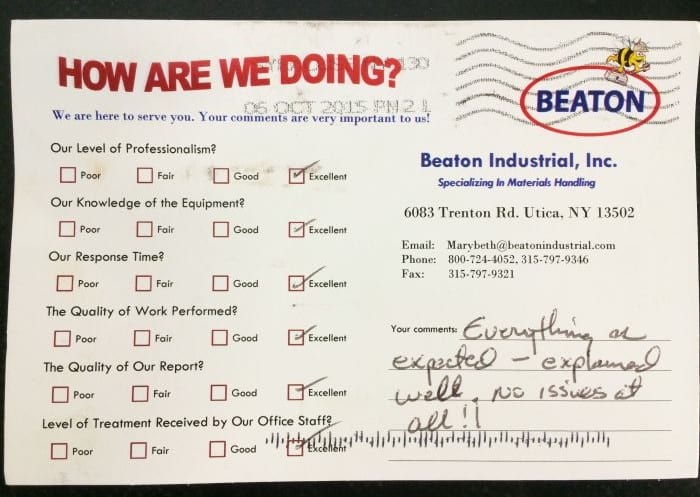 HOW ARE WE DOING?
06 OCT 2015 PM 2 L
We are here to serve you. Your comments are very important to us!
Our Level of Professionalism?
Poor Fair Good Excellent
Our Knowledge of the Equipment?
Poor Fair Good Excellent
Our Response Time?
Poor Fair Good Excellent
The Quality of Work Performed?
Poor Fair Good Excellent
The Quality of Our Report?
Poor Fair Good Excellent
Level of Treatment Received by Our Office Staff?
Poor Fair Good Excellent
BEATON
Beaton Industrial, Inc.
Specializing In Materials Handling
6083 Trenton Rd. Utica, NY 13502
Email: Marybeth@beatonindustrial.com
Phone: 800-724-4052, 315-797-9346
Fax: 315-797-9321
Your comments: Everything as
expected - explained
well. No issues at
all!!